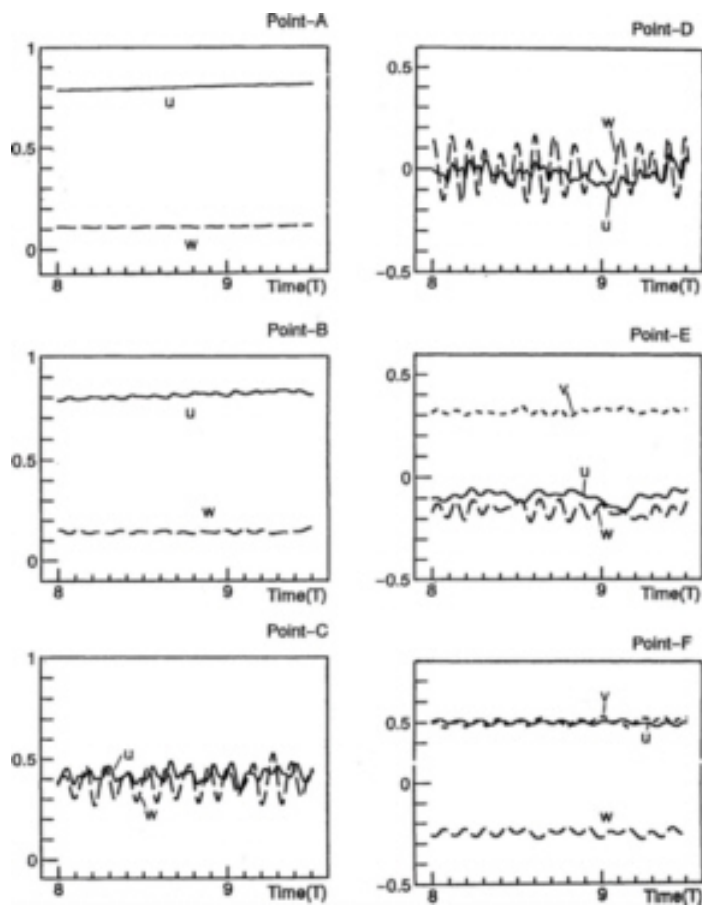 Point-A
1
0.5
0
u
w
8
9
Time(T)
Point-B
1
0.5
0
u
w
8
9
Time(T)
Point-C
1
0.5
0
u
w
8
9
Time(T)
Point-D
0.5
0
-0.5
w
u
8
9
Time(T)
Point-E
0.5
0
-0.5
v
u
w
8
9
Time(T)
Point-F
0.5
0
-0.5
v
u
w
8
9
Time(T)